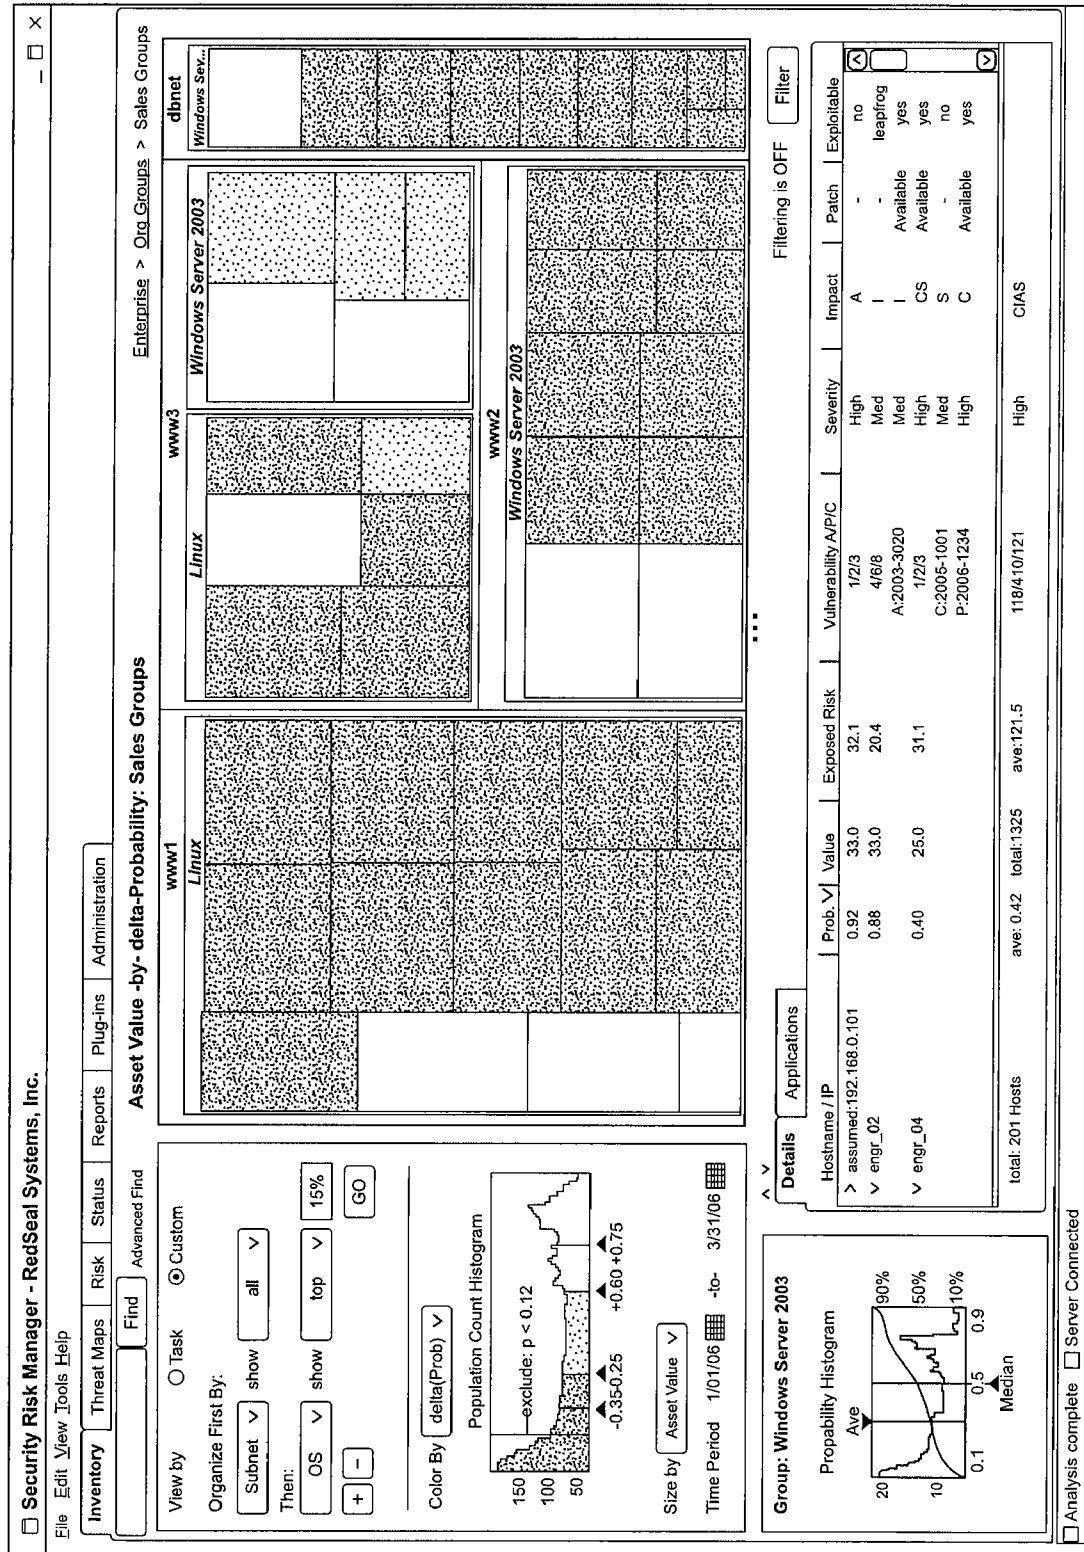 Security Risk Manager - RedSeal Systems, Inc.
File Edit View Tools Help
Inventory Threat Maps Risk Status Reports Plug-ins Administration
Find Advanced Find
Asset Value -by- delta-Probability: Sales Groups
Enterprise > Org Groups > Sales Groups
View by Task Custom
Organize First By:
Subnet show all
Then:
OS show top 15%
+ - GO
Color By delta(Prob)
Population Count Histogram
150
100
50
exclude: p < 0.12
-0.35-0.25 +0.60 +0.75
Size by Asset Value
Time Period 1/01/06 -to- 3/31/06
www1
Linux
www3
Linux
Windows Server 2003
dbnet
Windows Sev...
www2
Windows Server 2003
...
Filtering is OFF Filter
Group: Windows Server 2003
Propability Histogram
Ave
20
10
90%
50%
10%
0.1 0.5 0.9
Median
Details Applications
Hostname / IP Prob. Value Exposed Risk Vulnerability A/P/C Severity Impact Patch Exploitable
> assumed:192.168.0.101 0.92 33.0 32.1 1/2/3 High A - no
engr_02 0.88 33.0 20.4 4/6/8 Med I - leapfrog
A:2003-3020 Med I Available yes
engr_04 0.40 25.0 31.1 1/2/3 High CS Available yes
C:2005-1001 Med S - no
P:2006-1234 High C Available yes
total: 201 Hosts ave: 0.42 total:1325 ave:121.5 118/410/121 High CIAS
Analysis complete Server Connected